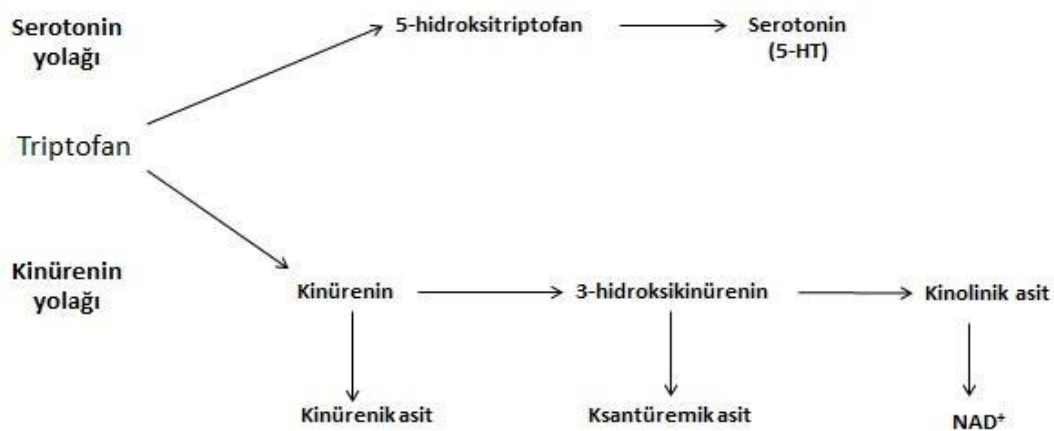 Serotonin
yolağı
5-hidroksitriptofan
Serotonin
(5-HT)
Triptofan
Kinürenin
yolağı
Kinürenin
3-hidroksikinürenin
Kinolinik asit
Kinürenik asit
Ksantüremik asit
NAD⁺